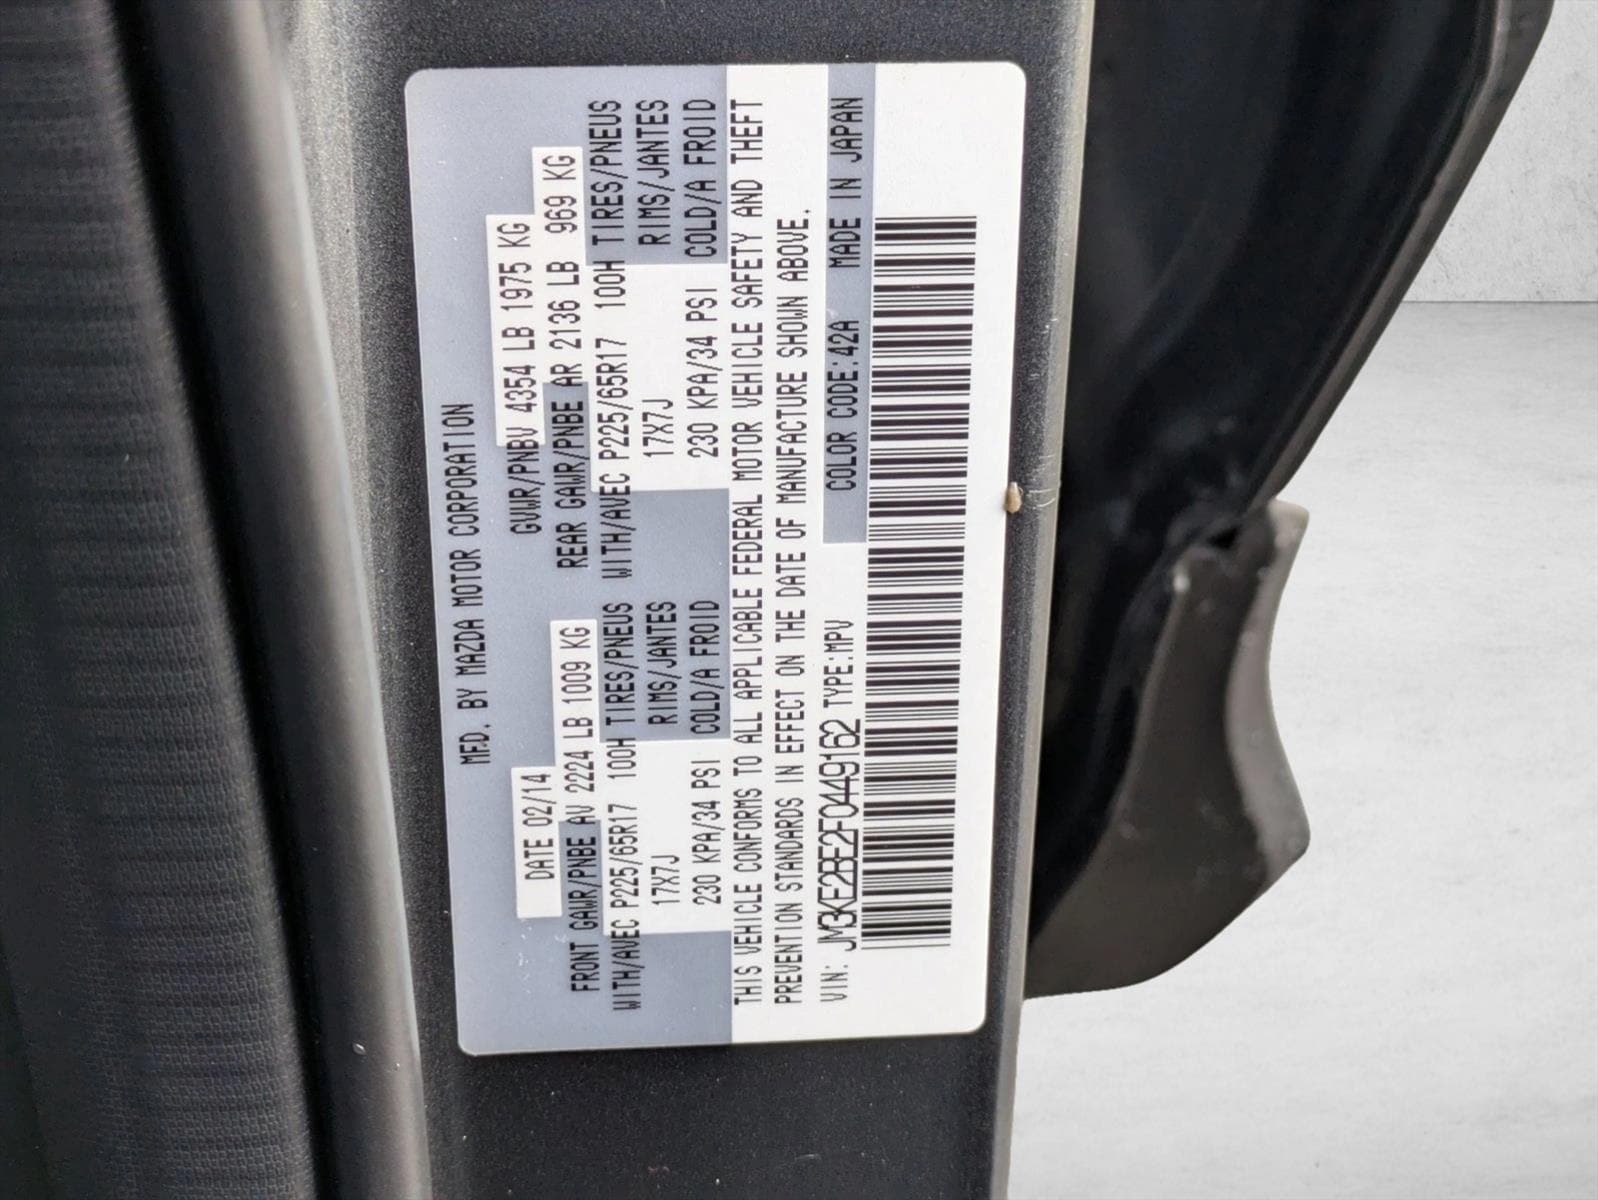 MFD. BY MAZDA MOTOR CORPORATION
DATE 02/14 GVWR/PNBV 4354 LB 1975 KG
FRONT GAWR/PNBE AV 2224 LB 1009 KG REAR GAWR/PNBE AR 2136 LB 969 KG
WITH/AVEC P225/65R17 100H TIRES/PNEUS WITH/AVEC P225/65R17 100H TIRES/PNEUS
17X7J RIMS/JANTES 17X7J RIMS/JANTES
230 KPA/34 PSI COLD/A FROID 230 KPA/34 PSI COLD/A FROID
THIS VEHICLE CONFORMS TO ALL APPLICABLE FEDERAL MOTOR VEHICLE SAFETY AND THEFT
PREVENTION STANDARDS IN EFFECT ON THE DATE OF MANUFACTURE SHOWN ABOVE.
VIN: JM3KE2BE2F0449162 TYPE:MPV COLOR CODE:42A MADE IN JAPAN